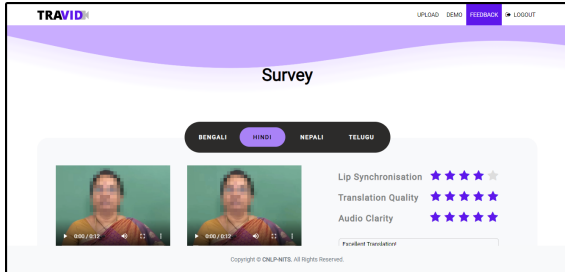 TRAVID
UPLOAD DEMO FEEDBACK LOGOUT
Survey
BENGALI HINDI NEPALI TELUGU
0:00 / 0:12
0:00 / 0:12
Lip Synchronisation
Translation Quality
Audio Clarity
Excellent Translation!
Copyright © CNLP-NITS. All Rights Reserved.